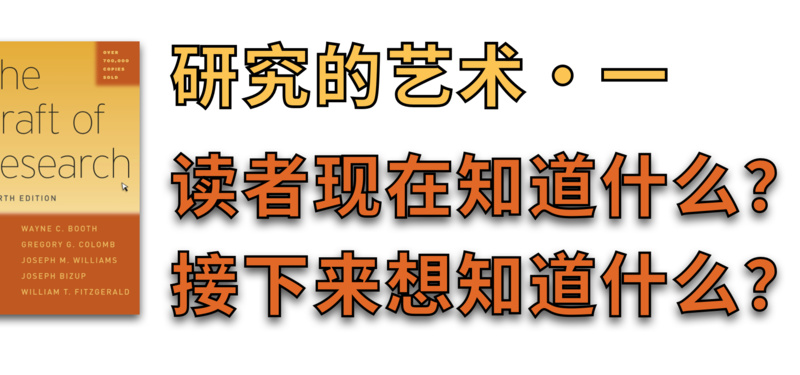 OVER
700,000
COPIES
SOLD
he
raft of
esearch
RTH EDITION
WAYNE C. BOOTH
GREGORY G. COLOMB
JOSEPH M. WILLIAMS
JOSEPH BIZUP
WILLIAM T. FITZGERALD
研究的艺术·一
读者现在知道什么?
接下来想知道什么?